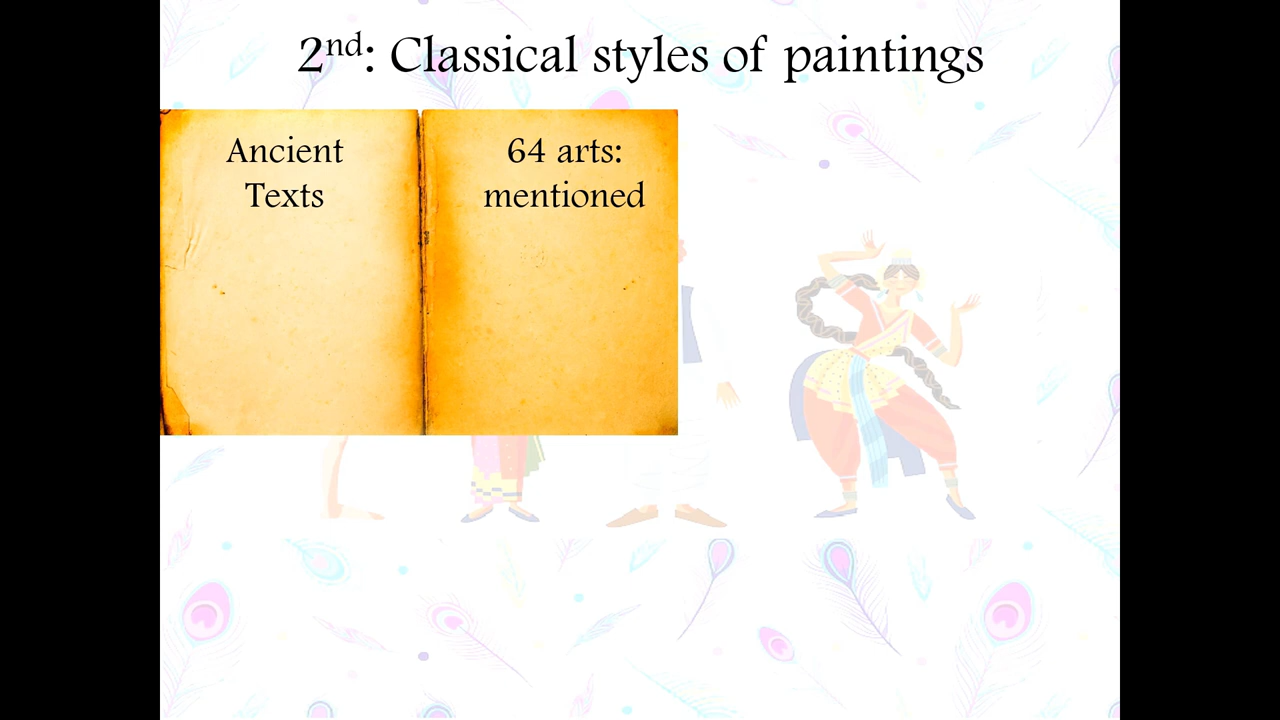 2nd: Classical styles of paintings
Ancient
Texts
64 arts:
mentioned